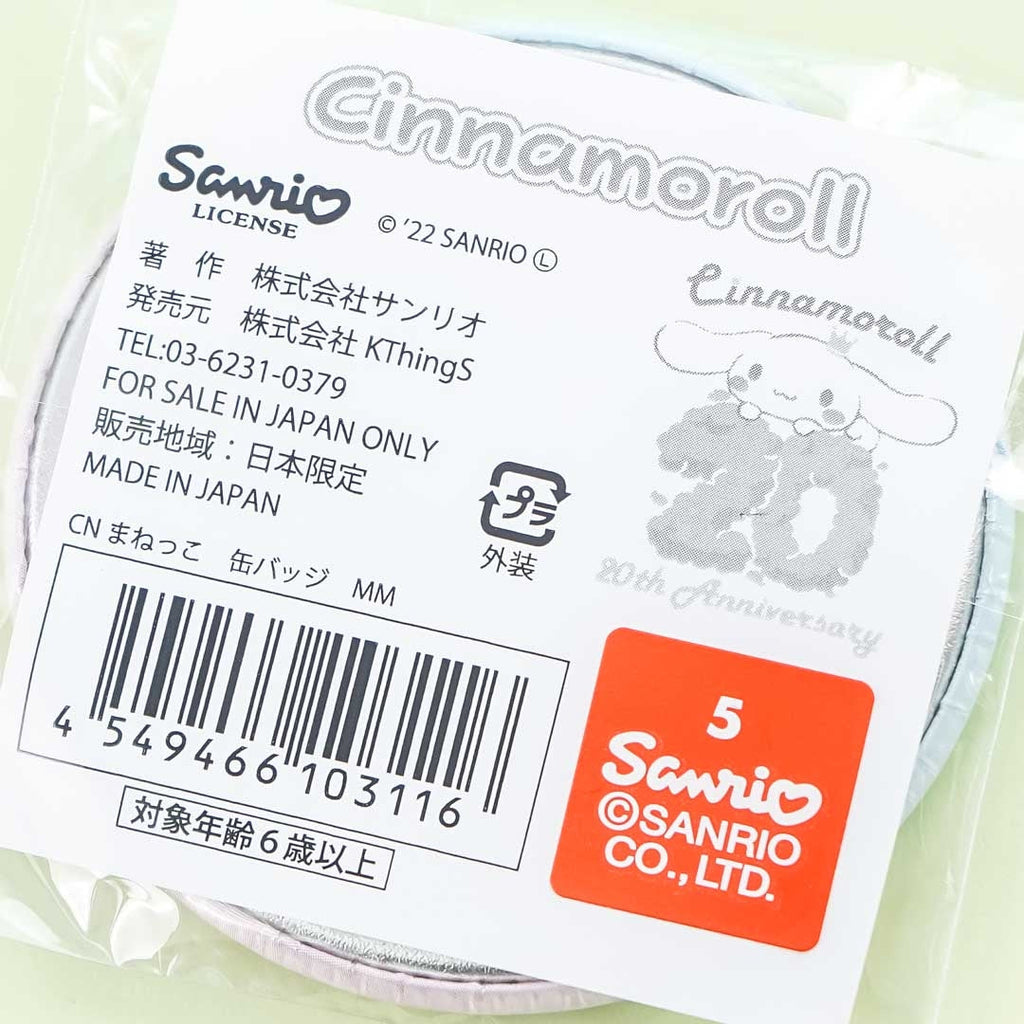 Cinnamoroll
Sanrio
LICENSE
© '22 SANRIO Ⓛ
著 作 株式会社サンリオ
発売元 株式会社 KThingS
TEL:03-6231-0379
FOR SALE IN JAPAN ONLY
販売地域：日本限定
MADE IN JAPAN
プラ
外装
Cinnamoroll
20
20th Anniversary
CN まねっこ 缶バッジ MM
4 549466 103116
対象年齢６歳以上
5
Sanrio
©SANRIO
CO., LTD.